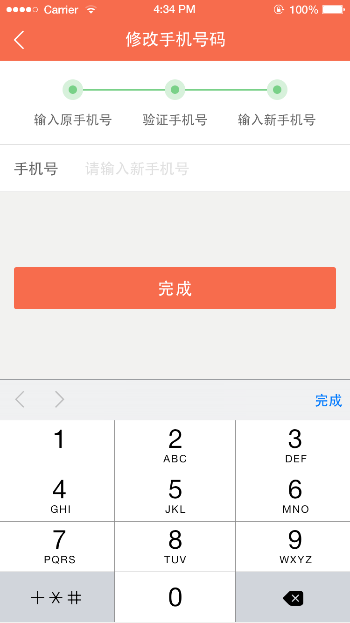 Carrier 4:34 PM 100%
修改手机号码
输入原手机号 验证手机号 输入新手机号
手机号 请输入新手机号
完成
完成
1 2 3
ABC DEF
4 5 6
GHI JKL MNO
7 8 9
PQRS TUV WXYZ
+*# 0